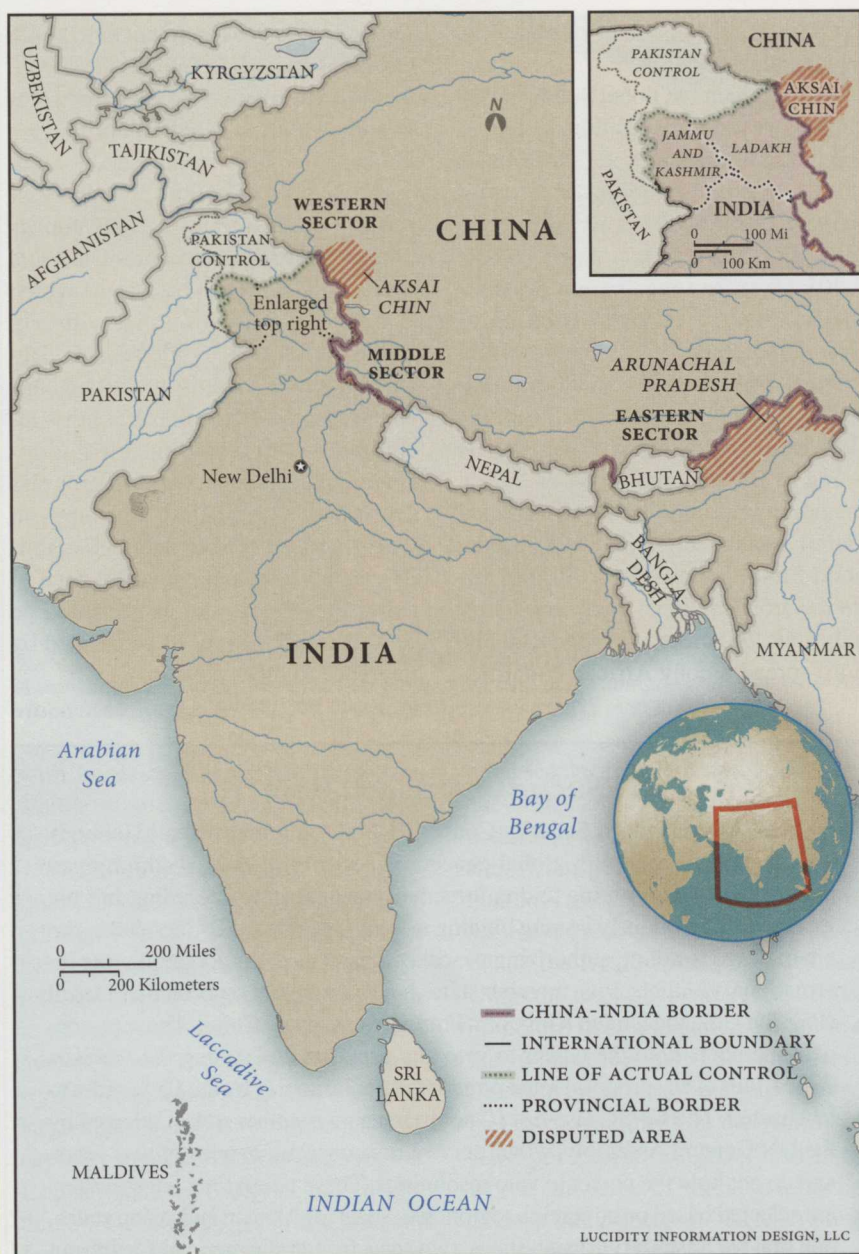 UZBEKISTAN
KYRGYZSTAN
TAJIKISTAN
AFGHANISTAN
N
WESTERN
SECTOR
CHINA
PAKISTAN
CONTROL
AKSAI
CHIN
Enlarged
top right
MIDDLE
SECTOR
PAKISTAN
ARUNACHAL
PRADESH
EASTERN
SECTOR
New Delhi
NEPAL
BHUTAN
BANGLA-
DESH
INDIA
MYANMAR
Arabian
Sea
Bay of
Bengal
0 200 Miles
0 200 Kilometers
Laccadive
Sea
SRI
LANKA
MALDIVES
INDIAN OCEAN
PAKISTAN
CONTROL
CHINA
AKSAI
CHIN
JAMMU
AND
KASHMIR
LADAKH
PAKISTAN
INDIA
0 100 Mi
0 100 Km
CHINA-INDIA BORDER
INTERNATIONAL BOUNDARY
LINE OF ACTUAL CONTROL
PROVINCIAL BORDER
DISPUTED AREA
LUCIDITY INFORMATION DESIGN, LLC